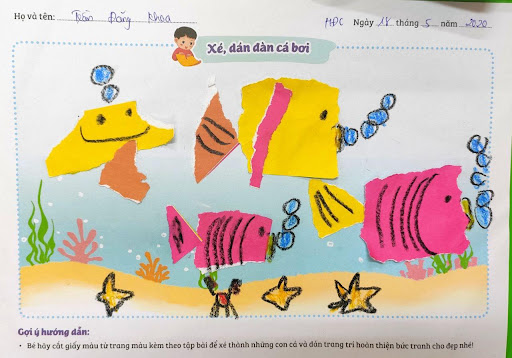 Họ và tên: Trần Đăng Khoa
MDC Ngày 18 tháng 5 năm 2020
Xé, dán đàn cá bơi
Gợi ý hướng dẫn:
• Bé hãy cắt giấy màu từ trang màu kèm theo tập bài để xé thành những con cá và dán trang trí hoàn thiện bức tranh cho đẹp nhé!